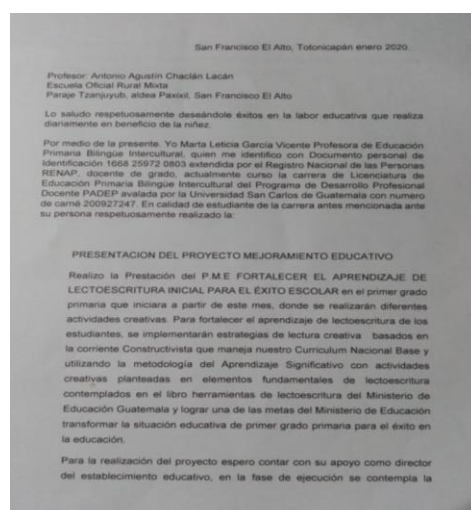 San Francisco El Alto, Totonicapán enero 2020.
Profesor: Antonio Agustín Chaclán Lacán
Escuela Oficial Rural Mixta
Paraje Tzanjuyub, aldea Paxixil, San Francisco El Alto
Lo saludo respetuosamente deseándole éxitos en la labor educativa que realiza
diariamente en beneficio de la niñez.
Por medio de la presente. Yo Marta Leticia García Vicente Profesora de Educación
Primaria Bilingüe Intercultural, quien me identifico con Documento personal de
Identificación 1668 25972 0803 extendida por el Registro Nacional de las Personas
RENAP, docente de grado, actualmente curso la carrera de Licenciatura de
Educación Primaria Bilingüe Intercultural del Programa de Desarrollo Profesional
Docente PADEP avalada por la Universidad San Carlos de Guatemala con numero
de carné 200927247. En calidad de estudiante de la carrera antes mencionada ante
su persona respetuosamente realizado la:
PRESENTACION DEL PROYECTO MEJORAMIENTO EDUCATIVO
Realizo la Prestación del P.M.E FORTALECER EL APRENDIZAJE DE
LECTOESCRITURA INICIAL PARA EL ÉXITO ESCOLAR en el primer grado
primaria que iniciara a partir de este mes, donde se realizarán diferentes
actividades creativas. Para fortalecer el aprendizaje de lectoescritura de los
estudiantes, se implementarán estrategias de lectura creativa basados en
la corriente Constructivista que maneja nuestro Curriculum Nacional Base y
utilizando la metodología del Aprendizaje Significativo con actividades
creativas planteadas en elementos fundamentales de lectoescritura
contemplados en el libro herramientas de lectoescritura del Ministerio de
Educación Guatemala y lograr una de las metas del Ministerio de Educación
transformar la situación educativa de primer grado primaria para el éxito en
la educación.
Para la realización del proyecto espero contar con su apoyo como director
del establecimiento educativo, en la fase de ejecución se contempla la